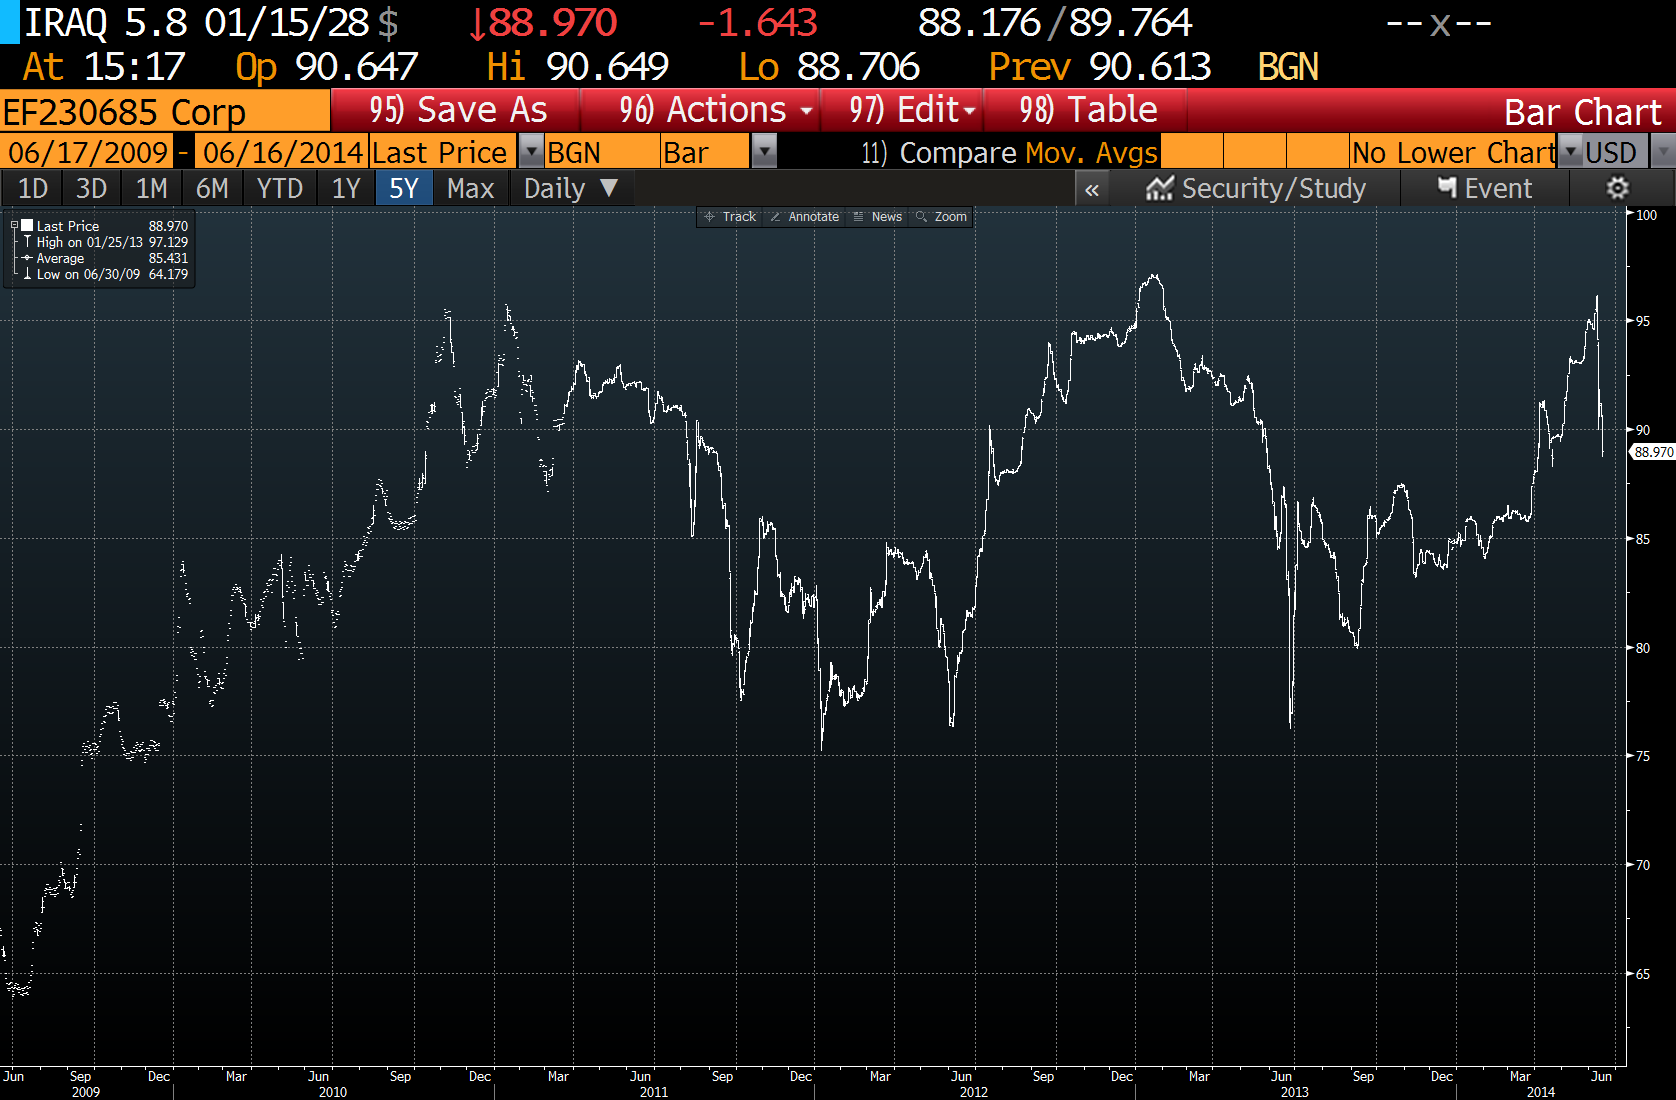 IRAQ 5.8 01/15/28 $ ↓88.970 -1.643 88.176/89.764 --x--
At 15:17 Op 90.647 Hi 90.649 Lo 88.706 Prev 90.613 BGN
EF230685 Corp 95) Save As 96) Actions 97) Edit 98) Table Bar Chart
06/17/2009 - 06/16/2014 Last Price BGN Bar 11) Compare Mov. Avgs No Lower Chart USD
1D 3D 1M 6M YTD 1Y 5Y Max Daily ▼ « Security/Study Event
Track Annotate News Zoom
Last Price 88.970
High on 01/25/13 97.129
Average 85.431
Low on 06/30/09 64.179
100
95
90
88.970
85
80
75
70
65
Jun Sep Dec Mar Jun Sep Dec Mar Jun Sep Dec Mar Jun Sep Dec Mar Jun Sep Dec Mar Jun
2009 2010 2011 2012 2013 2014